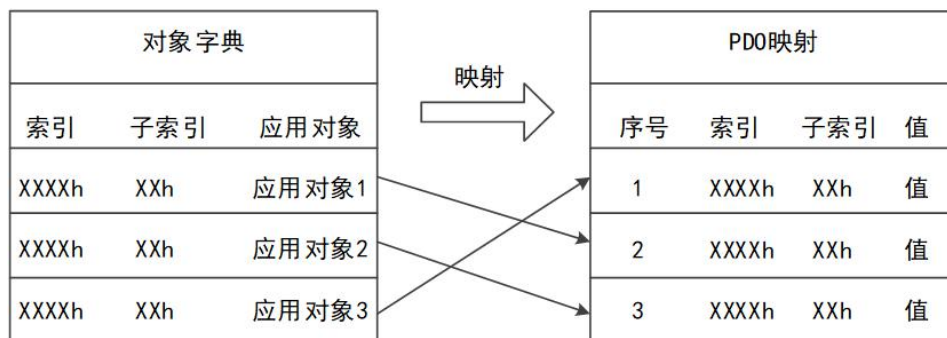 对象字典
PDO映射
映射
索引 子索引 应用对象
序号 索引 子索引 值
XXXXh XXh 应用对象1
1 XXXXh XXh 值
XXXXh XXh 应用对象2
2 XXXXh XXh 值
XXXXh XXh 应用对象3
3 XXXXh XXh 值